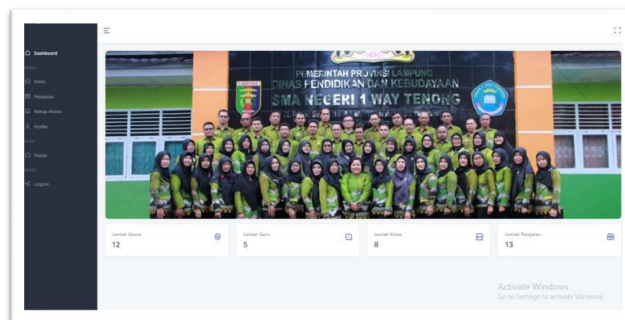 Dashboard
Kelas
Pelajaran
Rekap Absen
Profile
Pesan
Logout
PEMERINTAH PROVINSI LAMPUNG
DINAS PENDIDIKAN DAN KEBUDAYAAN
SMA NEGERI 1 WAY TENONG
Jumlah Siswa
12
Jumlah Guru
5
Jumlah Kelas
8
Jumlah Pelajaran
13
Activate Windows
Go to Settings to activate Windows.